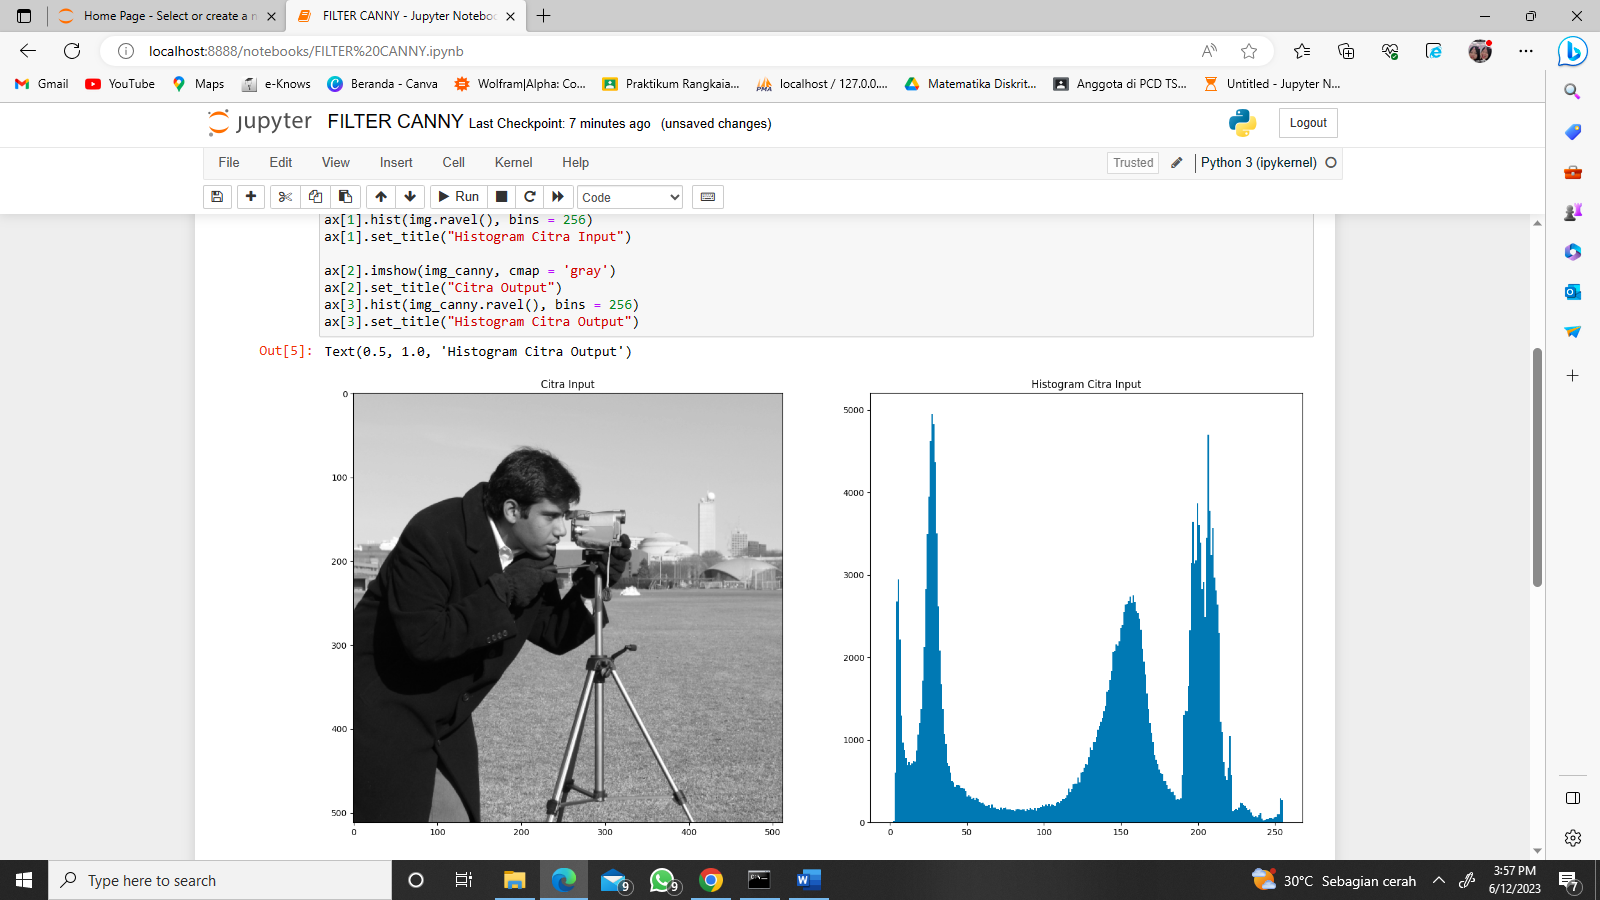 Home Page - Select or create a n
FILTER CANNY - Jupyter Noteboo
localhost:8888/notebooks/FILTER%20CANNY.ipynb
Gmail
YouTube
Maps
e-Knows
Beranda - Canva
Wolfram|Alpha: Co...
Praktikum Rangkaia...
localhost / 127.0.0....
Matematika Diskrit...
Anggota di PCD TS...
Untitled - Jupyter N...
jupyter FILTER CANNY Last Checkpoint: 7 minutes ago (unsaved changes)
Logout
File Edit View Insert Cell Kernel Help
Trusted
Python 3 (ipykernel)
Run
Code
ax[1].hist(img.ravel(), bins = 256)
ax[1].set_title("Histogram Citra Input")
ax[2].imshow(img_canny, cmap = 'gray')
ax[2].set_title("Citra Output")
ax[3].hist(img_canny.ravel(), bins = 256)
ax[3].set_title("Histogram Citra Output")
Out[5]: Text(0.5, 1.0, 'Histogram Citra Output')
Citra Input
0
100
200
300
400
500
0 100 200 300 400 500
Histogram Citra Input
5000
4000
3000
2000
1000
0
0 50 100 150 200 250
Type here to search
9
9
30°C Sebagian cerah
3:57 PM
6/12/2023
7